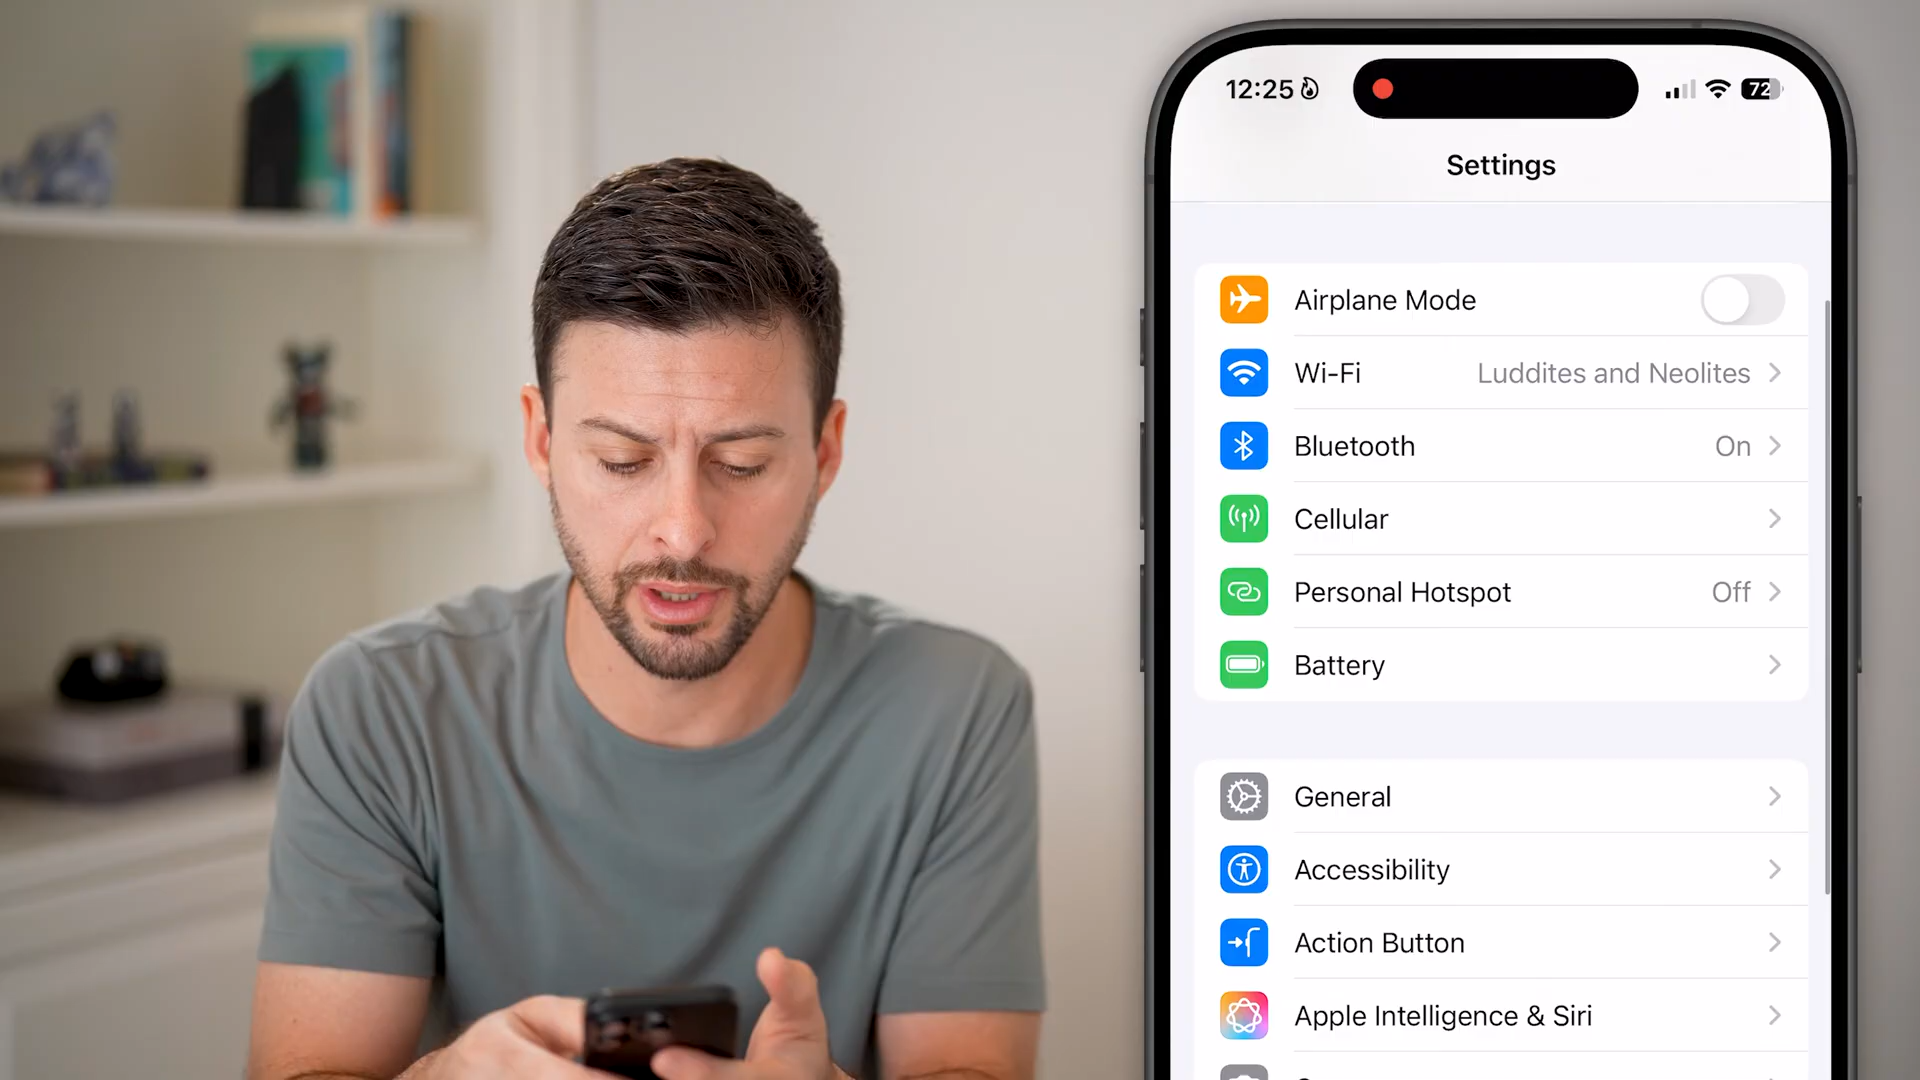 12:25
72
Settings
Airplane Mode
Wi-Fi Luddites and Neolites
Bluetooth On
Cellular
Personal Hotspot Off
Battery
General
Accessibility
Action Button
Apple Intelligence & Siri